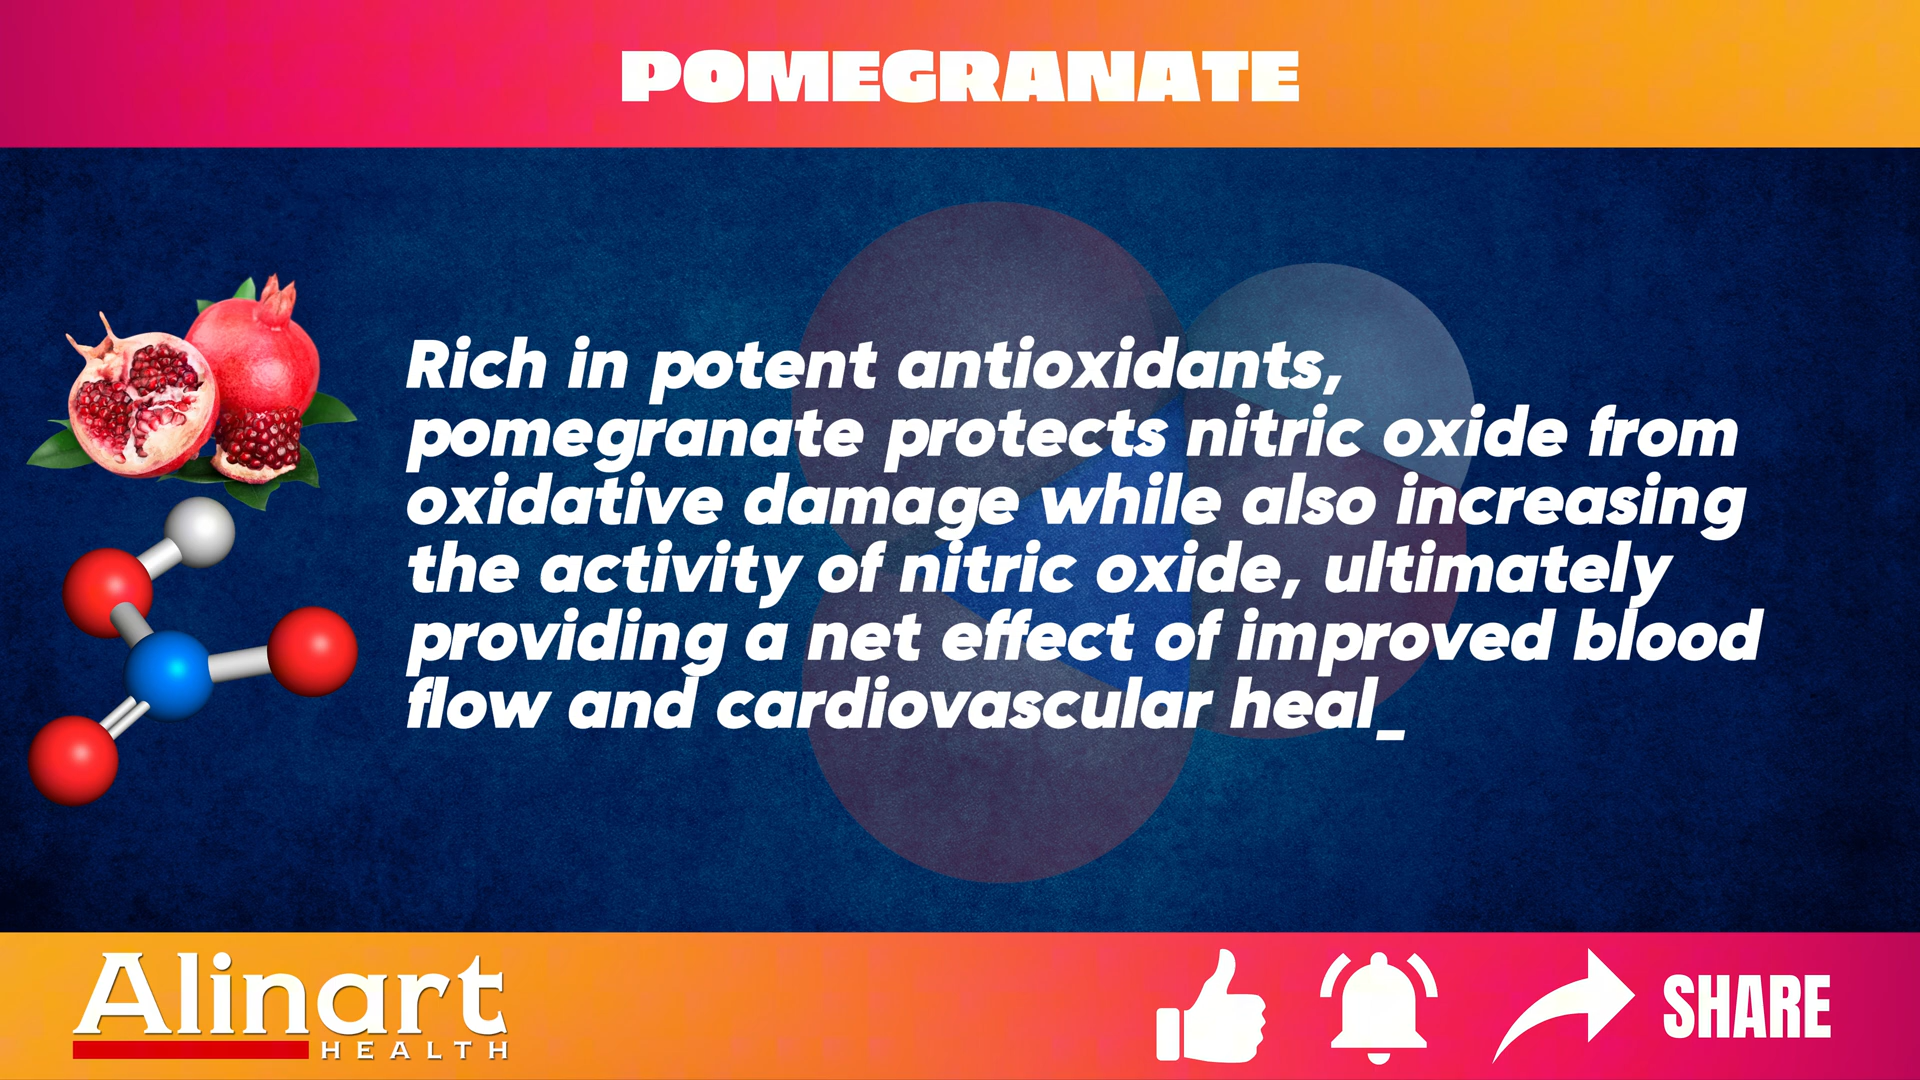 POMEGRANATE
Rich in potent antioxidants,
pomegranate protects nitric oxide from
oxidative damage while also increasing
the activity of nitric oxide, ultimately
providing a net effect of improved blood
flow and cardiovascular heal_
Alinart
HEALTH
SHARE